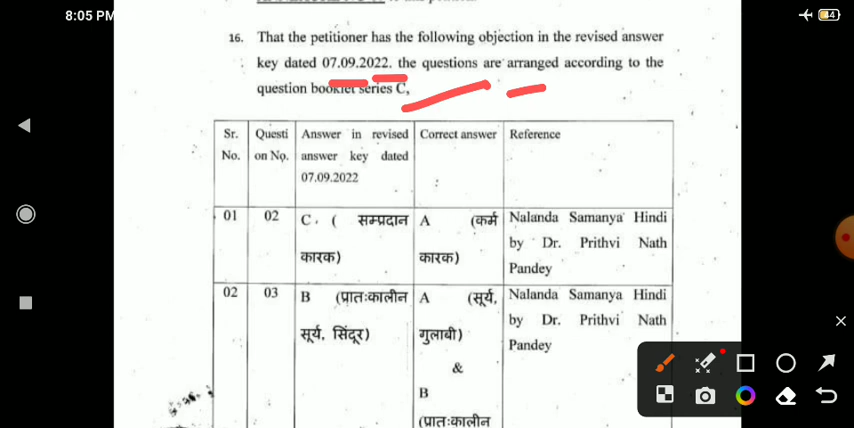 8:05 PM
84
16. That the petitioner has the following objection in the revised answer
key dated 07.09.2022. the questions are arranged according to the
question booklet series C,
Sr. No. Questi on No. Answer in revised answer key dated 07.09.2022 Correct answer Reference
01 02 C. ( सम्प्रदान कारक) A (कर्म कारक) Nalanda Samanya Hindi by Dr. Prithvi Nath Pandey
02 03 B (प्रातःकालीन सूर्य, सिंदूर) A (सूर्य, गुलाबी) & B (प्रातःकालीन Nalanda Samanya Hindi by Dr. Prithvi Nath Pandey